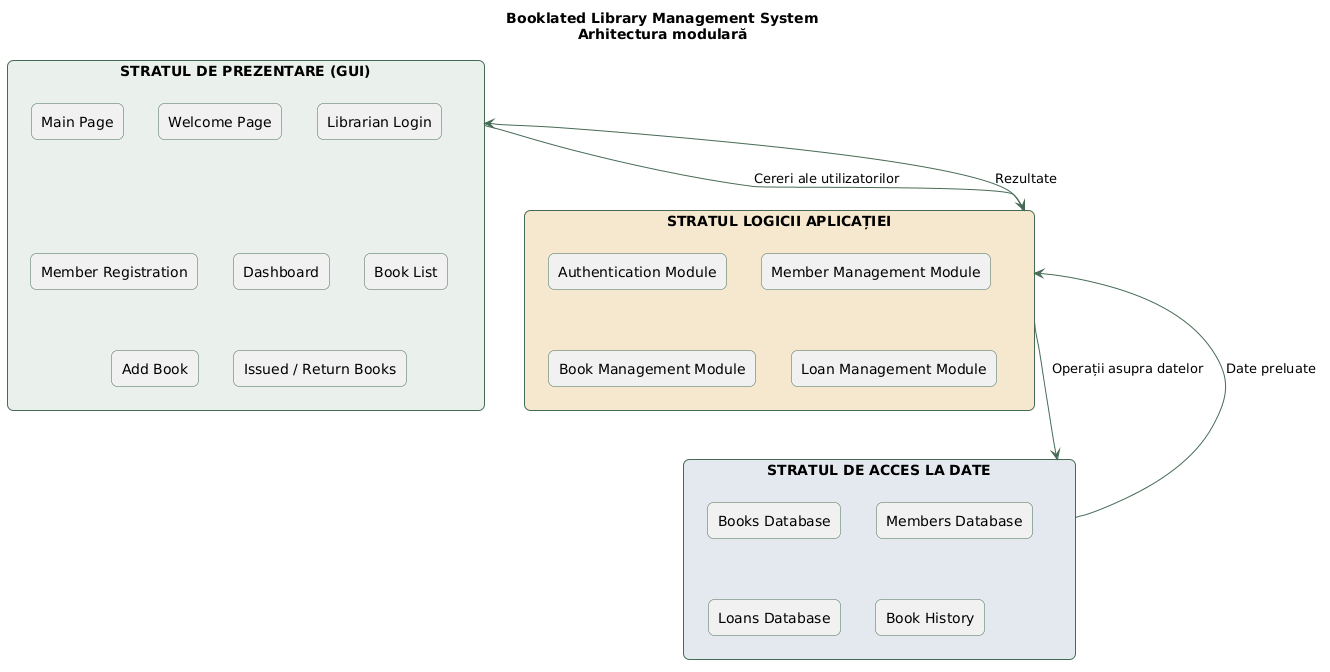 Booklated Library Management System
Arhitectura modulară
STRATUL DE PREZENTARE (GUI)
Main Page
Welcome Page
Librarian Login
Member Registration
Dashboard
Book List
Add Book
Issued / Return Books
Cereri ale utilizatorilor
Rezultate
STRATUL LOGICII APLICAȚIEI
Authentication Module
Member Management Module
Book Management Module
Loan Management Module
Operații asupra datelor
Date preluate
STRATUL DE ACCES LA DATE
Books Database
Members Database
Loans Database
Book History